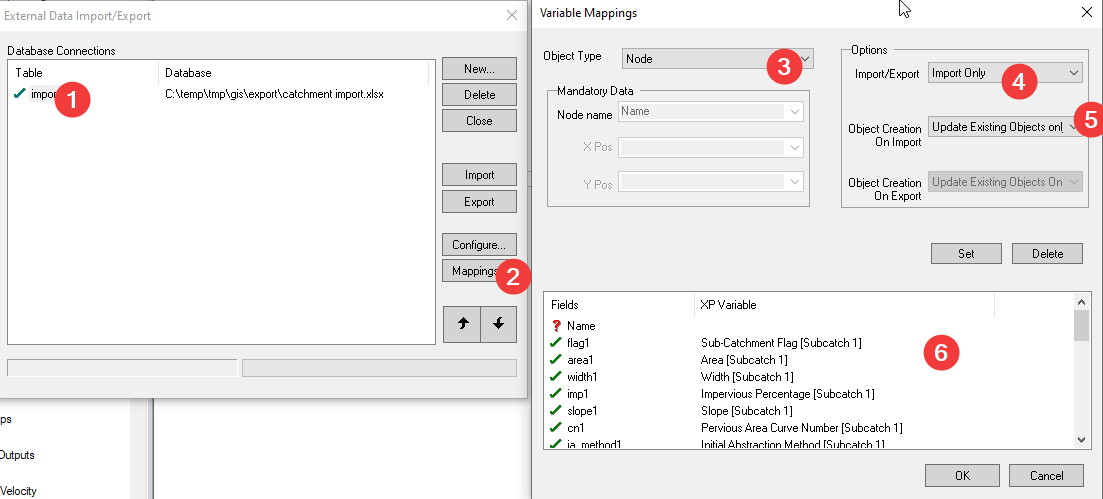 External Data Import/Export
Database Connections
Table Database
1
C:\temp\tmp\gis\export\catchment import.xlsx
New...
Delete
Close
Import
Export
Configure...
Mappings
2
ps
Outputs
Velocity
Variable Mappings
Object Type Node
3
Mandatory Data
Node name Name
X Pos
Y Pos
Options
Import/Export Import Only
4
5
Object Creation
On Import
Update Existing Objects onl
Object Creation
On Export
Update Existing Objects On
Set Delete
Fields XP Variable
Name
flag1 Sub-Catchment Flag [Subcatch 1]
area1 Area [Subcatch 1]
width1 Width [Subcatch 1]
imp1 Impervious Percentage [Subcatch 1]
slope1 Slope [Subcatch 1]
cn1 Pervious Area Curve Number [Subcatch 1]
ia_method1 Initial Abstraction Method [Subcatch 1]
6
OK Cancel